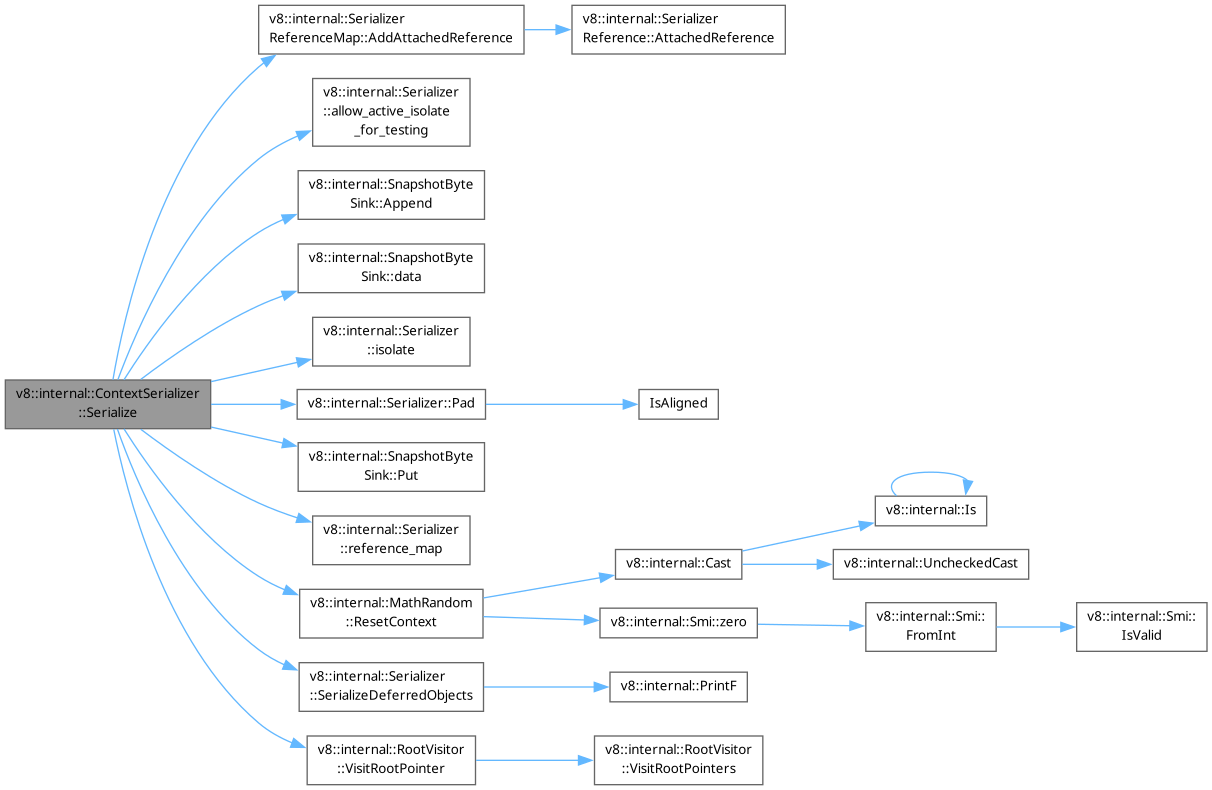 v8::internal::Serializer
ReferenceMap::AddAttachedReference
v8::internal::Serializer
Reference::AttachedReference
v8::internal::Serializer
::allow_active_isolate
_for_testing
v8::internal::SnapshotByte
Sink::Append
v8::internal::SnapshotByte
Sink::data
v8::internal::Serializer
::isolate
v8::internal::ContextSerializer
::Serialize
v8::internal::Serializer::Pad
IsAligned
v8::internal::SnapshotByte
Sink::Put
v8::internal::Serializer
::reference_map
v8::internal::MathRandom
::ResetContext
v8::internal::Cast
v8::internal::Is
v8::internal::UncheckedCast
v8::internal::Smi::zero
v8::internal::Smi::
FromInt
v8::internal::Smi::
IsValid
v8::internal::Serializer
::SerializeDeferredObjects
v8::internal::PrintF
v8::internal::RootVisitor
::VisitRootPointer
v8::internal::RootVisitor
::VisitRootPointers